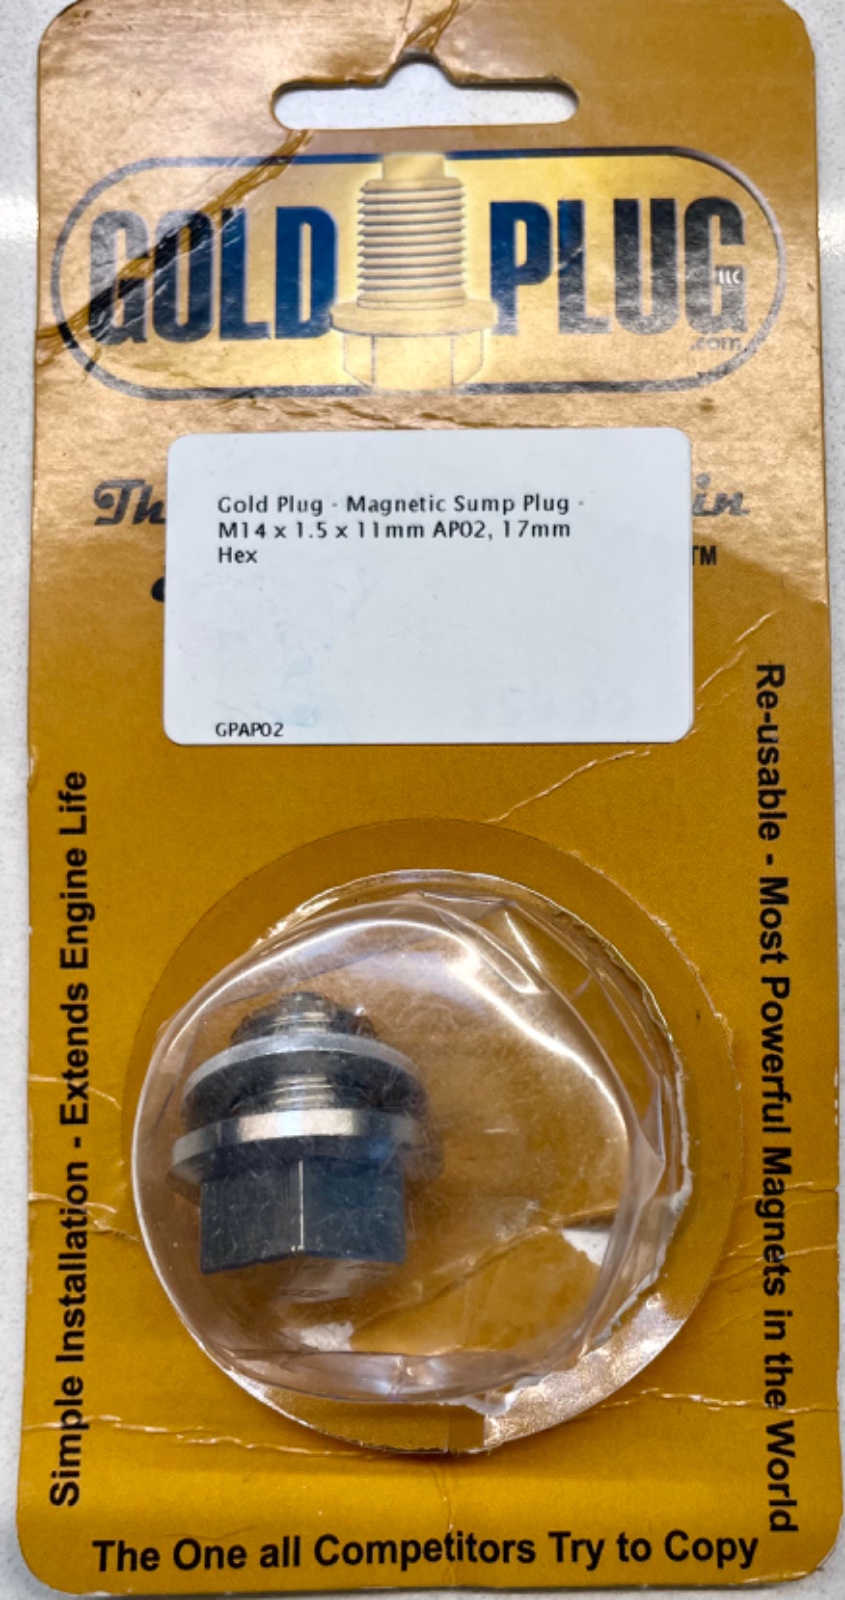 GOLD PLUG
LLC
.com
Gold Plug - Magnetic Sump Plug -
M14 x 1.5 x 11mm AP02, 17mm
Hex
TM
GPAP02
Simple Installation - Extends Engine Life
Re-usable - Most Powerful Magnets in the World
The One all Competitors Try to Copy